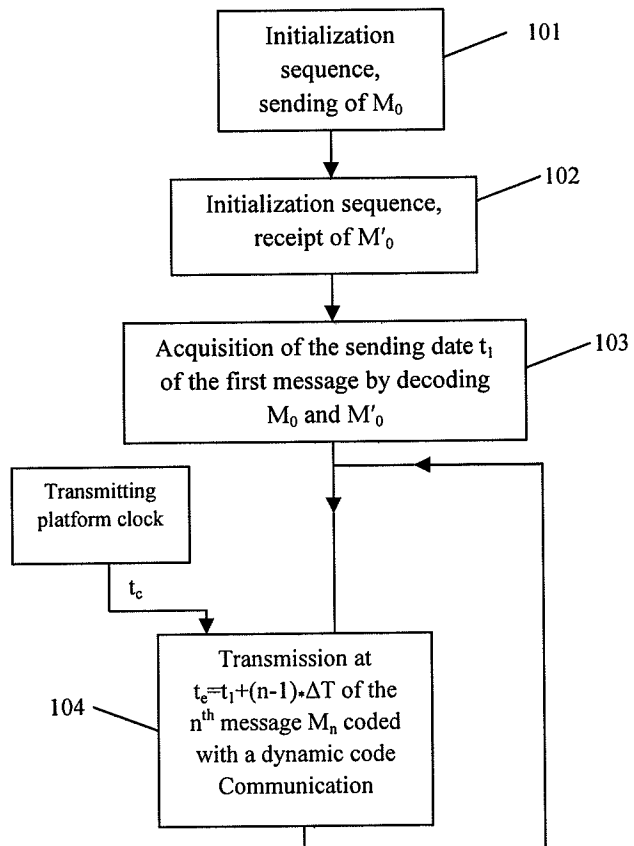 Initialization
sequence,
sending of M₀
101
Initialization sequence,
receipt of M′₀
102
Acquisition of the sending date t₁
of the first message by decoding
M₀ and M′₀
103
Transmitting
platform clock
t꜀
Transmission at
tₑ=t₁+(n-1)*ΔT of the
nᵗʰ message Mₙ coded
with a dynamic code
Communication
104